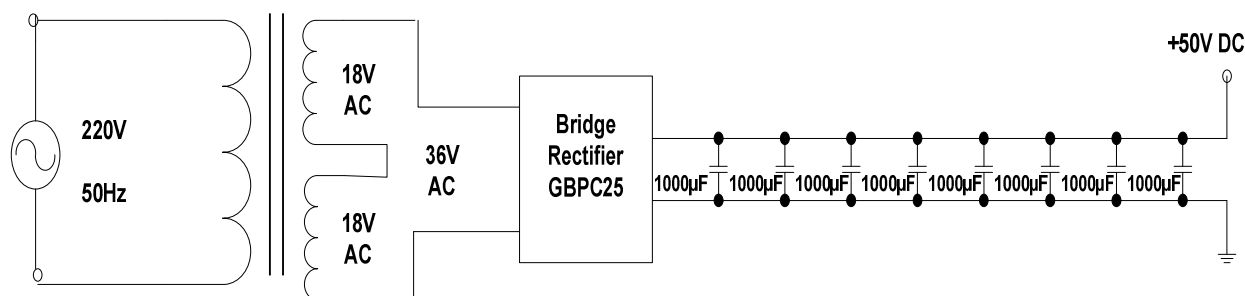 +50V DC
18V
AC
220V
50Hz
36V
AC
Bridge
Rectifier
GBPC25
1000µF 1000µF 1000µF 1000µF 1000µF 1000µF 1000µF 1000µF
18V
AC